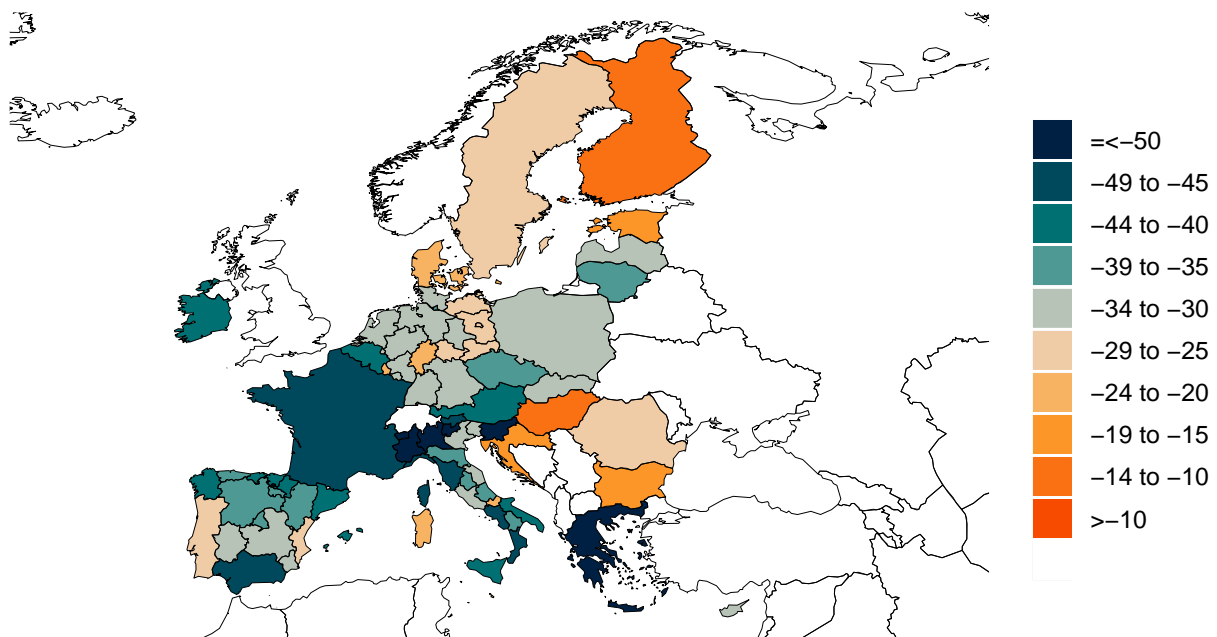 =<−50
−49 to −45
−44 to −40
−39 to −35
−34 to −30
−29 to −25
−24 to −20
−19 to −15
−14 to −10
>−10